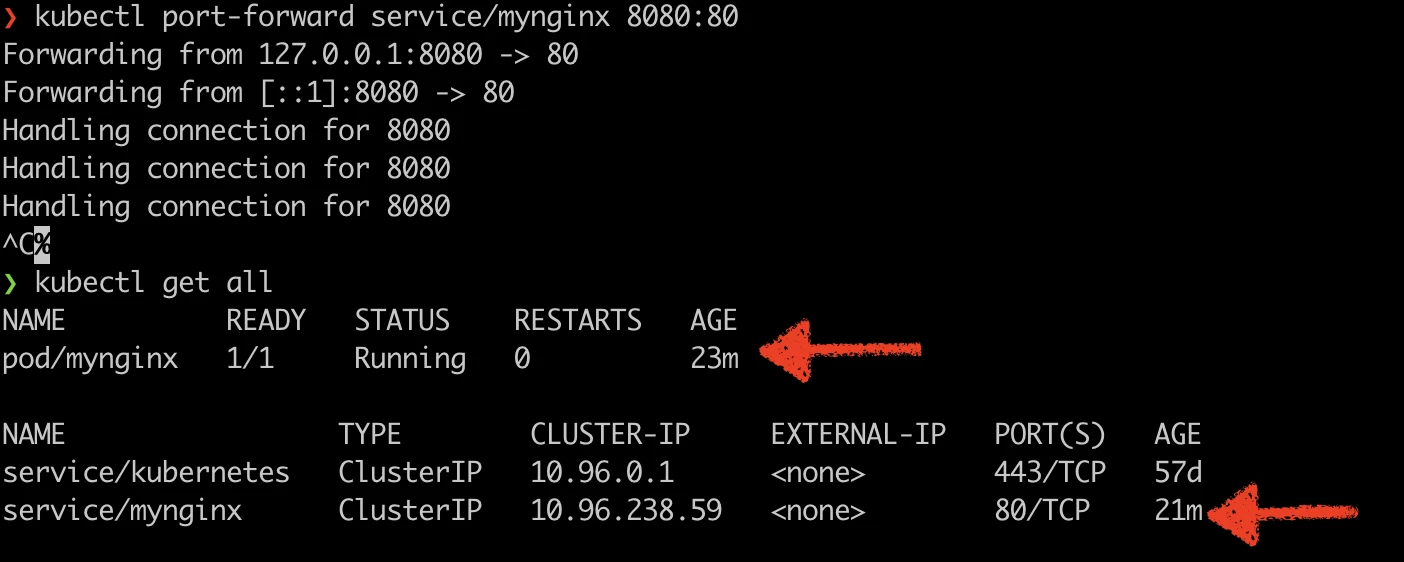 ❯ kubectl port-forward service/mynginx 8080:80
Forwarding from 127.0.0.1:8080 -> 80
Forwarding from [::1]:8080 -> 80
Handling connection for 8080
Handling connection for 8080
Handling connection for 8080
^C%
❯ kubectl get all
NAME READY STATUS RESTARTS AGE
pod/mynginx 1/1 Running 0 23m
NAME TYPE CLUSTER-IP EXTERNAL-IP PORT(S) AGE
service/kubernetes ClusterIP 10.96.0.1 <none> 443/TCP 57d
service/mynginx ClusterIP 10.96.238.59 <none> 80/TCP 21m